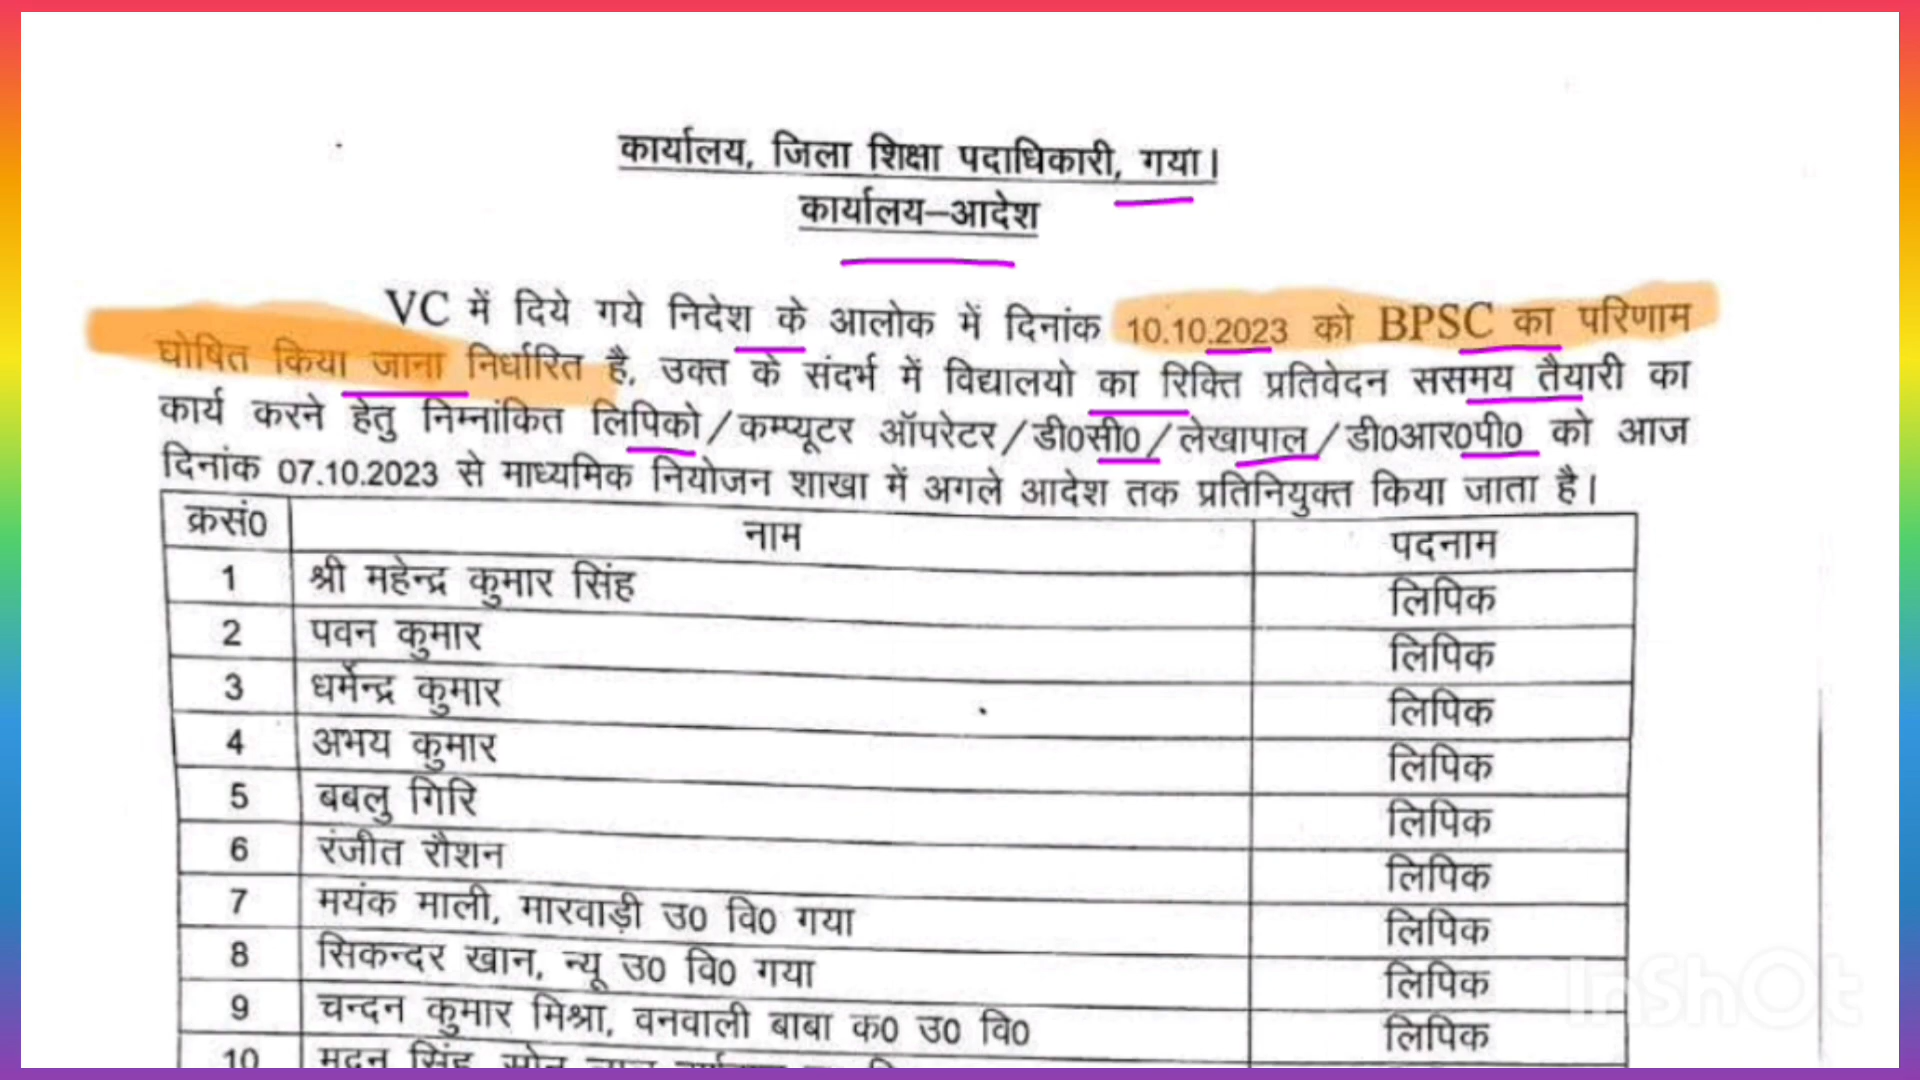 कार्यालय, जिला शिक्षा पदाधिकारी, गया।
कार्यालय–आदेश
VC में दिये गये निदेश के आलोक में दिनांक 10.10.2023 को BPSC का परिणाम
घोषित किया जाना निर्धारित है, उक्त के संदर्भ में विद्यालयो का रिक्ति प्रतिवेदन ससमय तैयारी का
कार्य करने हेतु निम्नांकित लिपिको/कम्प्यूटर ऑपरेटर/डी0सी0/लेखापाल/डी0आर0पी0 को आज
दिनांक 07.10.2023 से माध्यमिक नियोजन शाखा में अगले आदेश तक प्रतिनियुक्त किया जाता है।
क्रसं0 नाम पदनाम
1 श्री महेन्द्र कुमार सिंह लिपिक
2 पवन कुमार लिपिक
3 धर्मेन्द्र कुमार लिपिक
4 अभय कुमार लिपिक
5 बबलु गिरि लिपिक
6 रंजीत रौशन लिपिक
7 मयंक माली, मारवाड़ी उ0 वि0 गया लिपिक
8 सिकन्दर खान, न्यू उ0 वि0 गया लिपिक
9 चन्दन कुमार मिश्रा, वनवाली बाबा क0 उ0 वि0 लिपिक
10 मदन सिंह,
InShOt